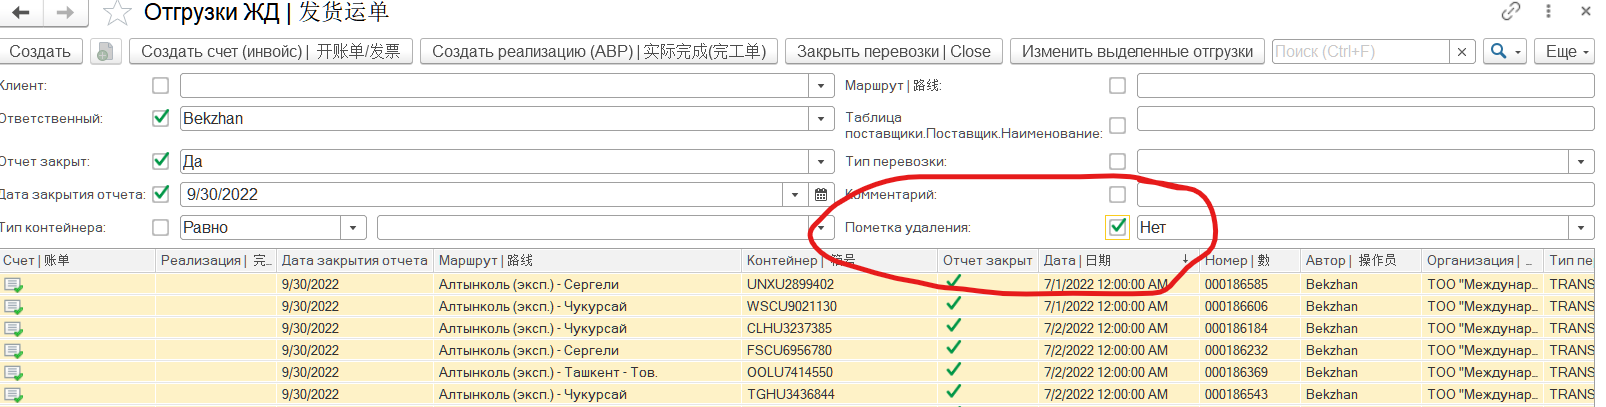 Отгрузки ЖД | 发货运单
Создать Создать счет (инвойс) | 开账单/发票 Создать реализацию (АВР) | 实际完成(完工单) Закрыть перевозки | Close Изменить выделенные отгрузки Поиск (Ctrl+F) × Еще
Клиент: Маршрут | 路线:
Ответственный: Bekzhan Таблица
поставщики.Поставщик.Наименование:
Отчет закрыт: Да Тип перевозки:
Дата закрытия отчета: 9/30/2022 Комментарий:
Тип контейнера: Равно Пометка удаления: Нет
Счет | 账单 Реализация | 完... Дата закрытия отчета Маршрут | 路线 Контейнер | 箱号 Отчет закрыт Дата | 日期 ↓ Номер | 數 Автор | 操作员 Организация | ... Тип пе
9/30/2022 Алтынколь (эксп.) - Сергели UNXU2899402 7/1/2022 12:00:00 AM 000186585 Bekzhan ТОО "Междунар... TRANS
9/30/2022 Алтынколь (эксп.) - Чукурсай WSCU9021130 7/1/2022 12:00:00 AM 000186606 Bekzhan ТОО "Междунар... TRANS
9/30/2022 Алтынколь (эксп.) - Чукурсай CLHU3237385 7/2/2022 12:00:00 AM 000186184 Bekzhan ТОО "Междунар... TRANS
9/30/2022 Алтынколь (эксп.) - Сергели FSCU6956780 7/2/2022 12:00:00 AM 000186232 Bekzhan ТОО "Междунар... TRANS
9/30/2022 Алтынколь (эксп.) - Ташкент - Тов. OOLU7414550 7/2/2022 12:00:00 AM 000186369 Bekzhan ТОО "Междунар... TRANS
9/30/2022 Алтынколь (эксп.) - Чукурсай TGHU3436844 7/2/2022 12:00:00 AM 000186543 Bekzhan ТОО "Междунар... TRANS